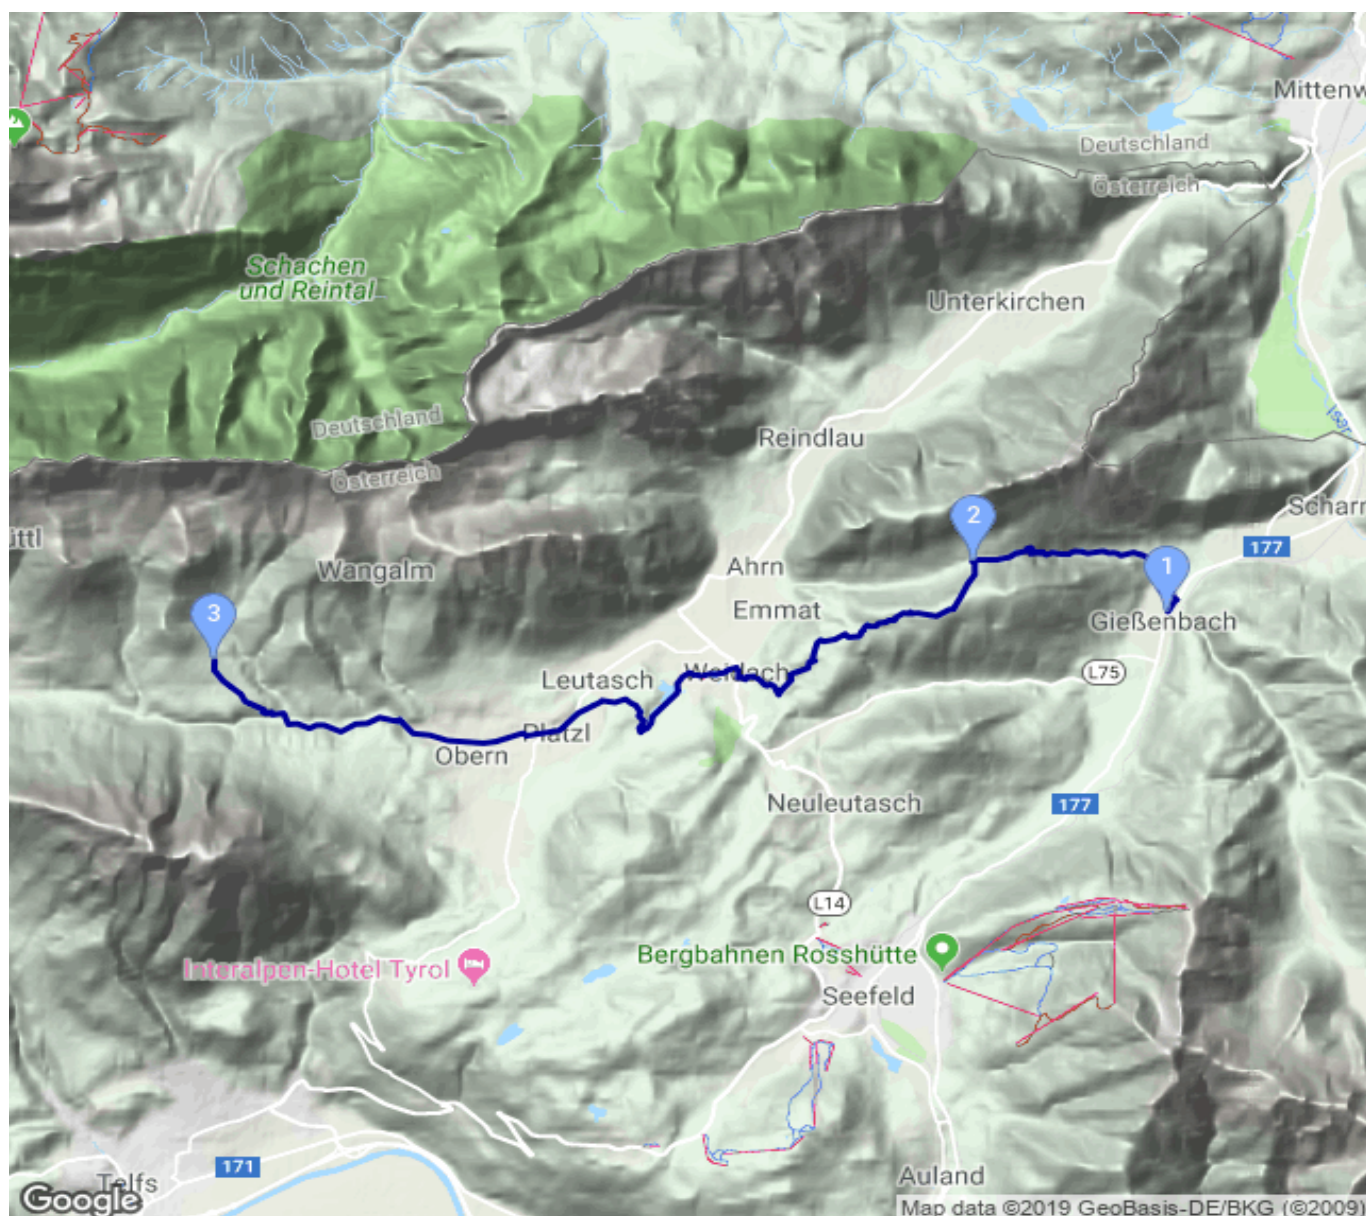 Mittenw
Deutschland
Österreich
Schachen
und Reintal
Unterkirchen
Deutschland
Österreich
Isar
Reindlau
2
Scharn
üttl
177
Wangalm
Ahrn
1
3
Emmat
Gießenbach
Leutasch
Weidach
L75
Platzl
Obern
Neuleutasch
177
L14
Interalpen-Hotel Tyrol
Bergbahnen Rosshütte
Seefeld
171
Telfs
Auland
Google
Map data ©2019 GeoBasis-DE/BKG (©2009)